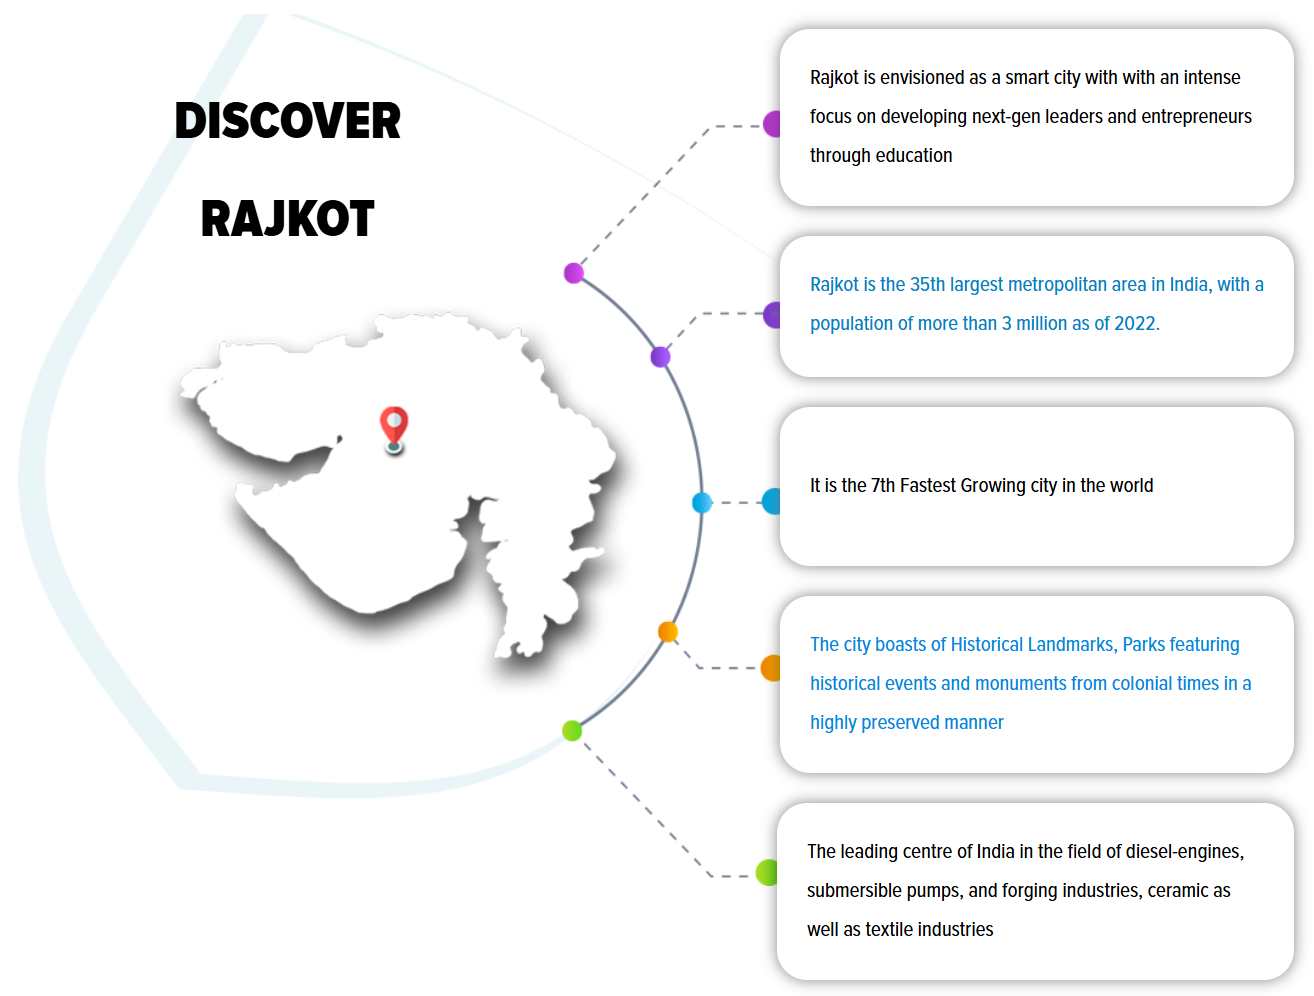 DISCOVER
RAJKOT
Rajkot is envisioned as a smart city with with an intense
focus on developing next-gen leaders and entrepreneurs
through education
Rajkot is the 35th largest metropolitan area in India, with a
population of more than 3 million as of 2022.
It is the 7th Fastest Growing city in the world
The city boasts of Historical Landmarks, Parks featuring
historical events and monuments from colonial times in a
highly preserved manner
The leading centre of India in the field of diesel-engines,
submersible pumps, and forging industries, ceramic as
well as textile industries